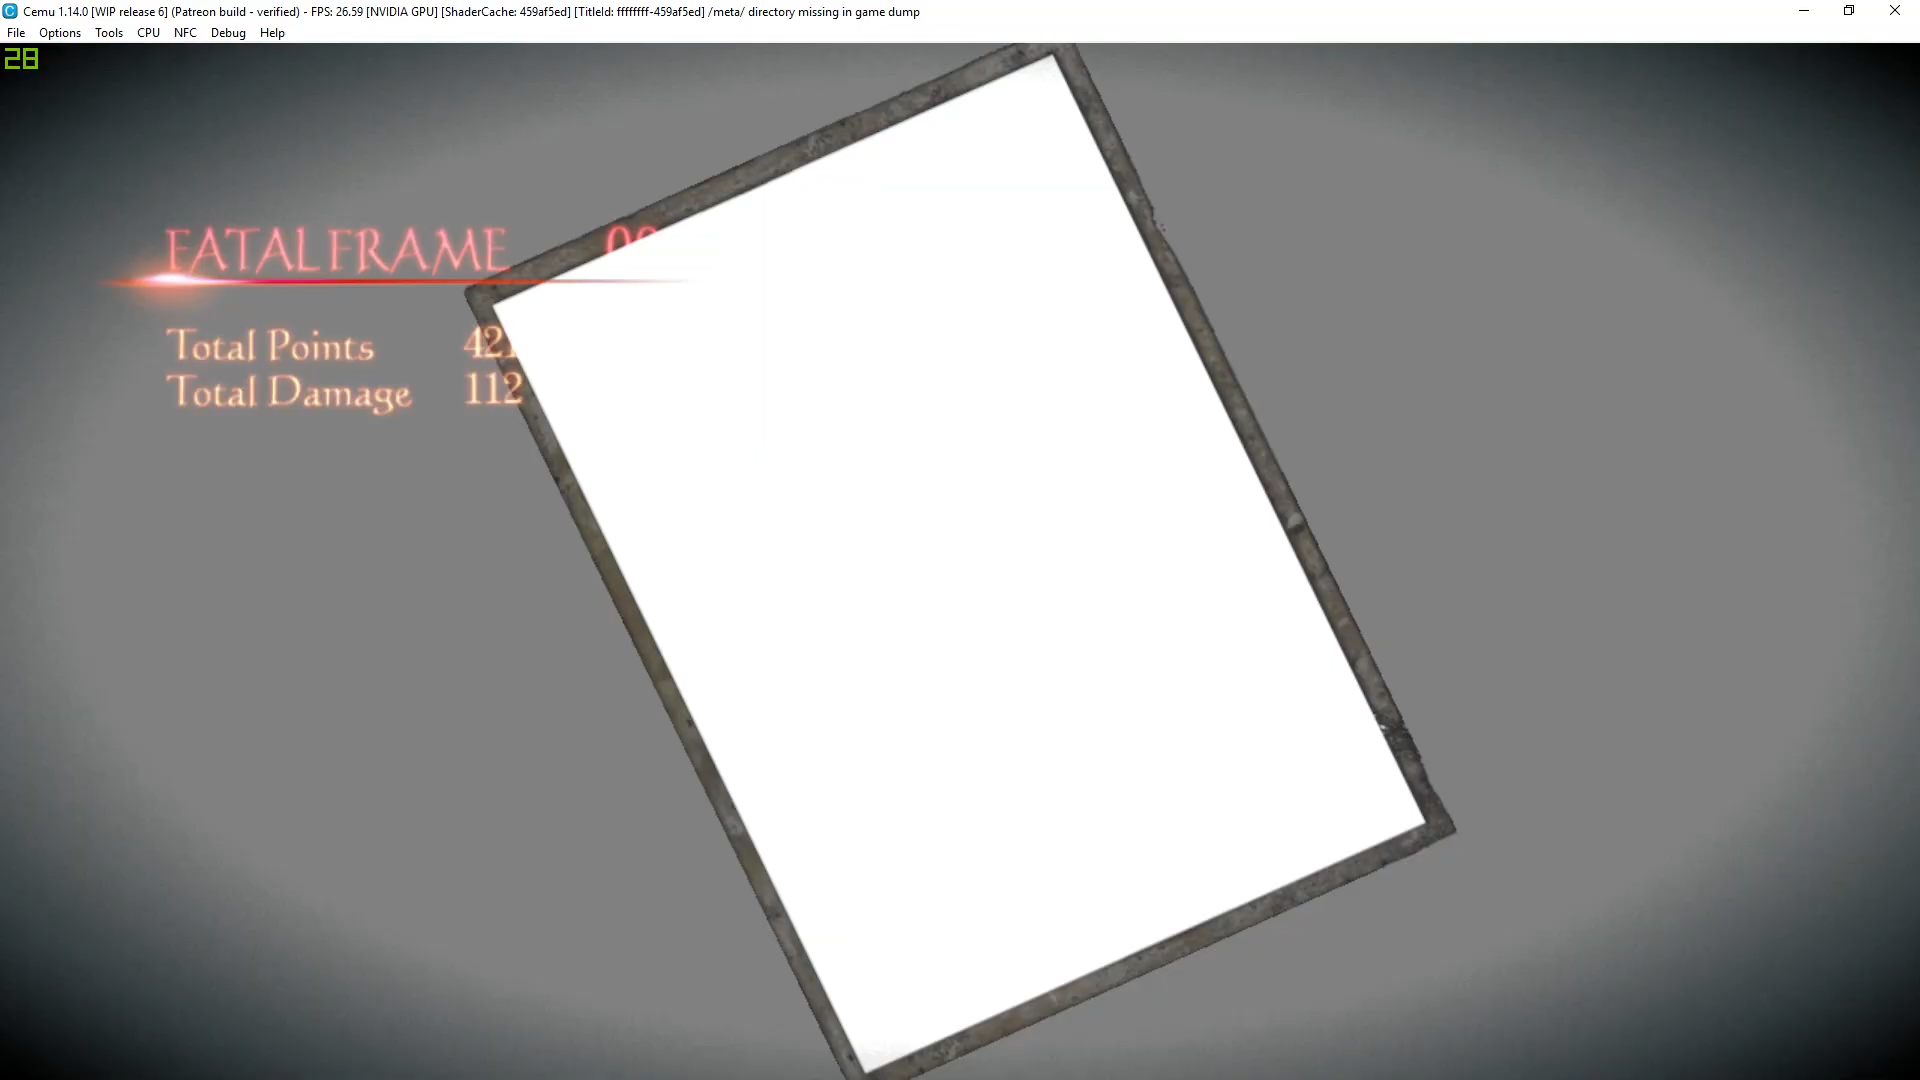 Cemu 1.14.0 [WIP release 6] (Patreon build - verified) - FPS: 26.59 [NVIDIA GPU] [ShaderCache: 459af5ed] [TitleId: ffffffff-459af5ed] /meta/ directory missing in game dump
File Options Tools CPU NFC Debug Help
28
FATAL FRAME
Total Points
Total Damage 112